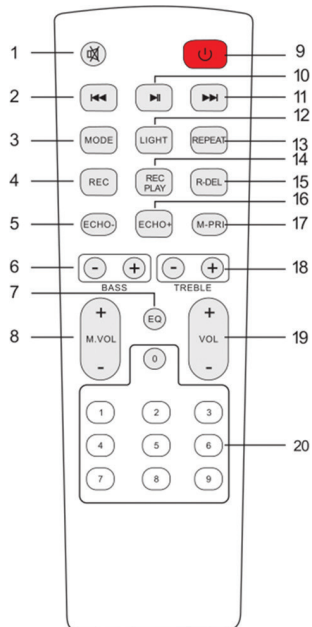 1
9
10
2
11
12
3
MODE
LIGHT
REPEAT
13
14
4
REC
REC
PLAY
R-DEL
15
16
5
ECHO-
ECHO+
M-PRI
17
6
-
+
-
+
18
BASS
TREBLE
7
EQ
8
+
M.VOL
-
+
VOL
-
19
0
1
2
3
4
5
6
20
7
8
9